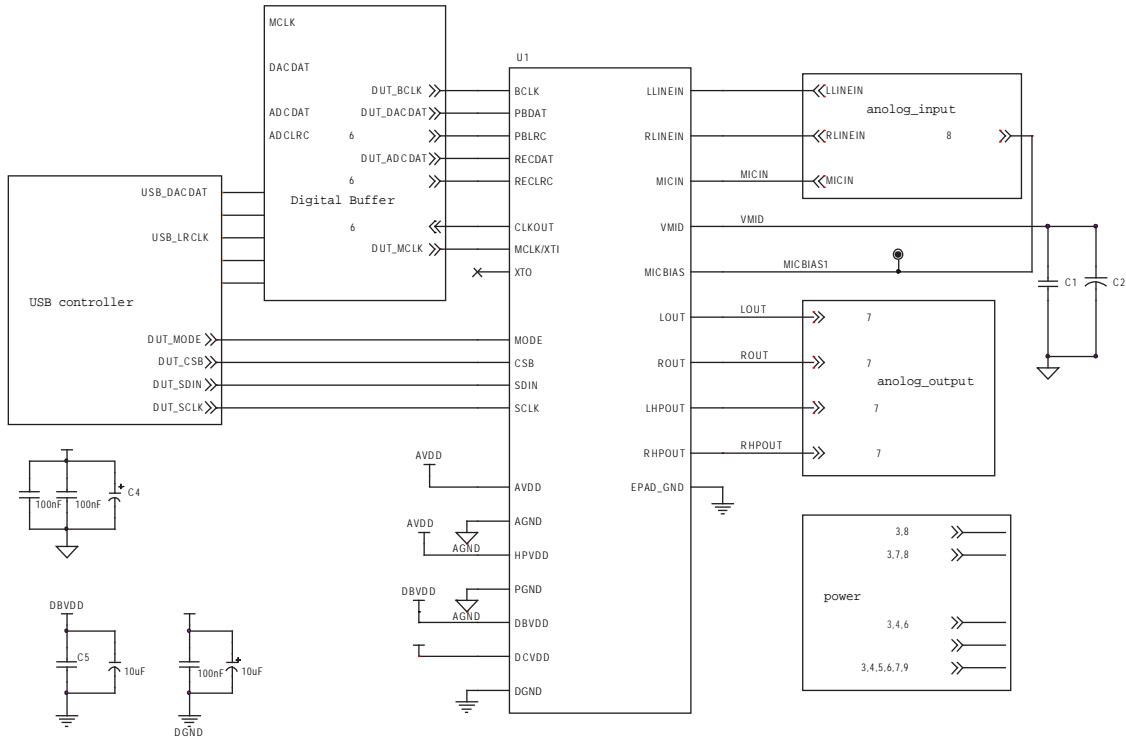 MCLK
DACDAT
ADCDAT
ADCLRC
6
DUT_BCLK
DUT_DACDAT
DUT_ADCDAT
6
Digital Buffer
6
DUT_MCLK
USB_DACDAT
USB_LRCLK
USB controller
DUT_MODE
DUT_CSB
DUT_SDIN
DUT_SCLK
U1
BCLK
PBDAT
PBLRC
RECDAT
RECLRC
CLKOUT
MCLK/XTI
XTO
MODE
CSB
SDIN
SCLK
AVDD
AGND
HPVDD
PGND
DBVDD
DCVDD
DGND
LLINEIN
RLINEIN
MICIN
VMID
MICBIAS
LOUT
ROUT
LHPOUT
RHPOUT
EPAD_GND
MICIN
VMID
MICBIAS1
LOUT
ROUT
RHPOUT
LLINEIN
anolog_input
RLINEIN
8
MICIN
C1
C2
7
7
anolog_output
7
7
3,8
3,7,8
power
3,4,6
3,4,5,6,7,9
AVDD
AVDD
AGND
DBVDD
AGND
100nF
100nF
C4
DBVDD
C5
10uF
100nF
10uF
DGND